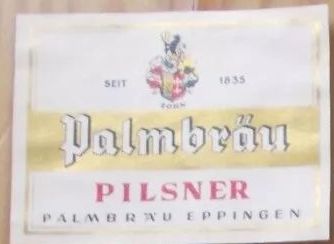 SEIT 1835
ZORN
Palmbräu
PILSNER
PALMBRÄU EPPINGEN